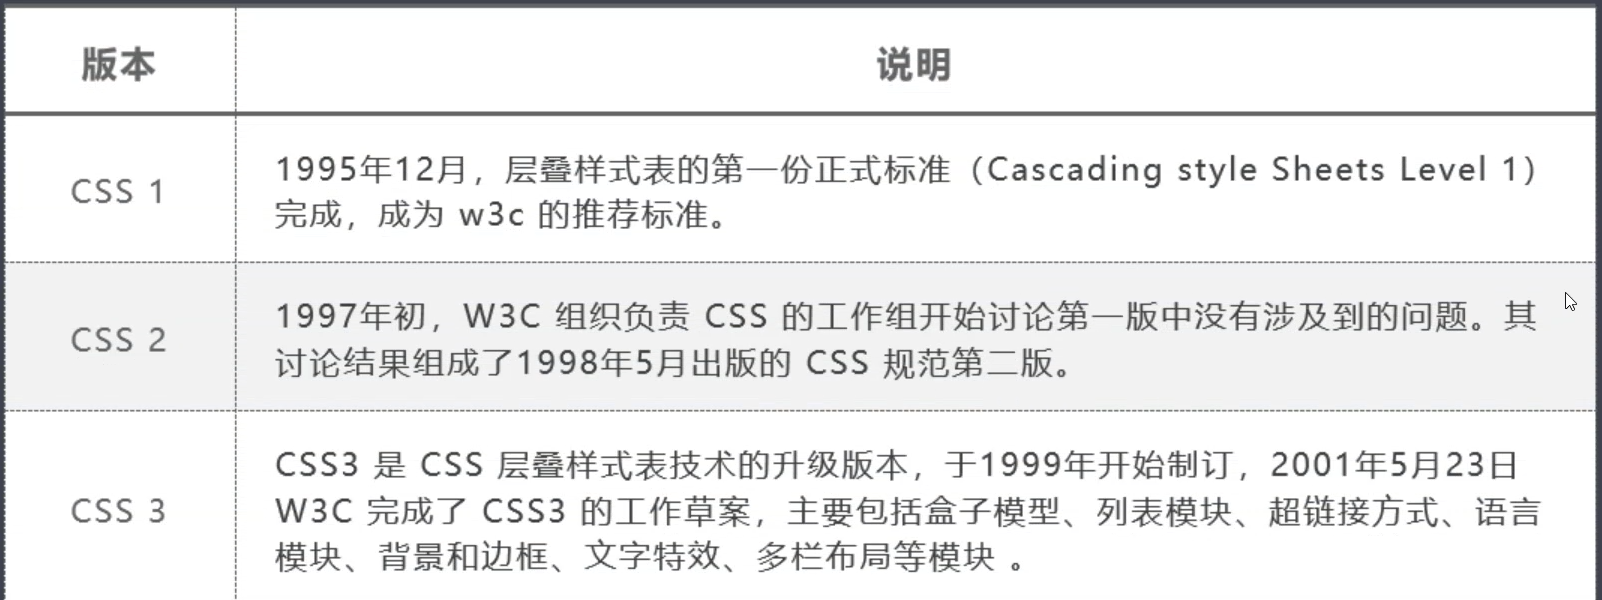 版本
说明
CSS 1
1995年12月，层叠样式表的第一份正式标准（Cascading style Sheets Level 1）
完成，成为 w3c 的推荐标准。
CSS 2
1997年初，W3C 组织负责 CSS 的工作组开始讨论第一版中没有涉及到的问题。其
讨论结果组成了1998年5月出版的 CSS 规范第二版。
CSS 3
CSS3 是 CSS 层叠样式表技术的升级版本，于1999年开始制订，2001年5月23日
W3C 完成了 CSS3 的工作草案，主要包括盒子模型、列表模块、超链接方式、语言
模块、背景和边框、文字特效、多栏布局等模块 。